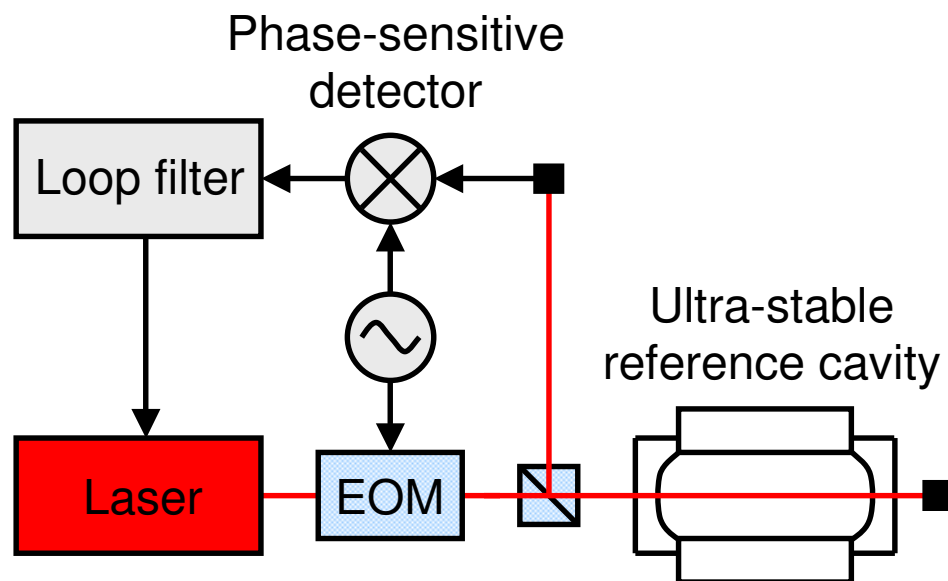 Phase-sensitive
detector
Loop filter
Ultra-stable
reference cavity
Laser
EOM